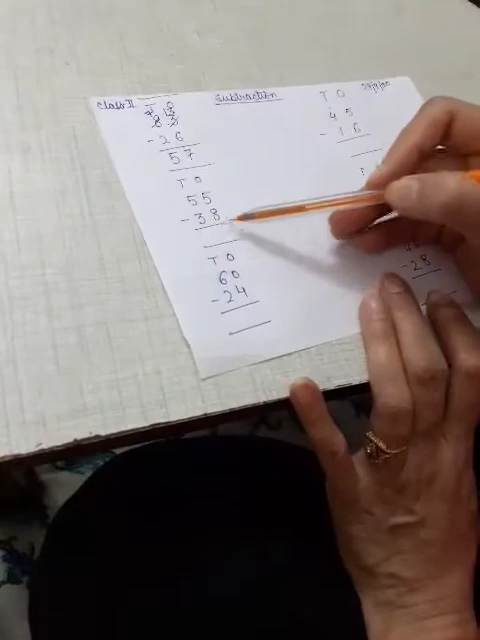 Class II
Subtraction
T O
7 13
8 3
- 2 6
5 7
T O
5 5
- 3 8
T O
6 0
- 2 4
T O
4 5
- 1 6
T
- 2 8